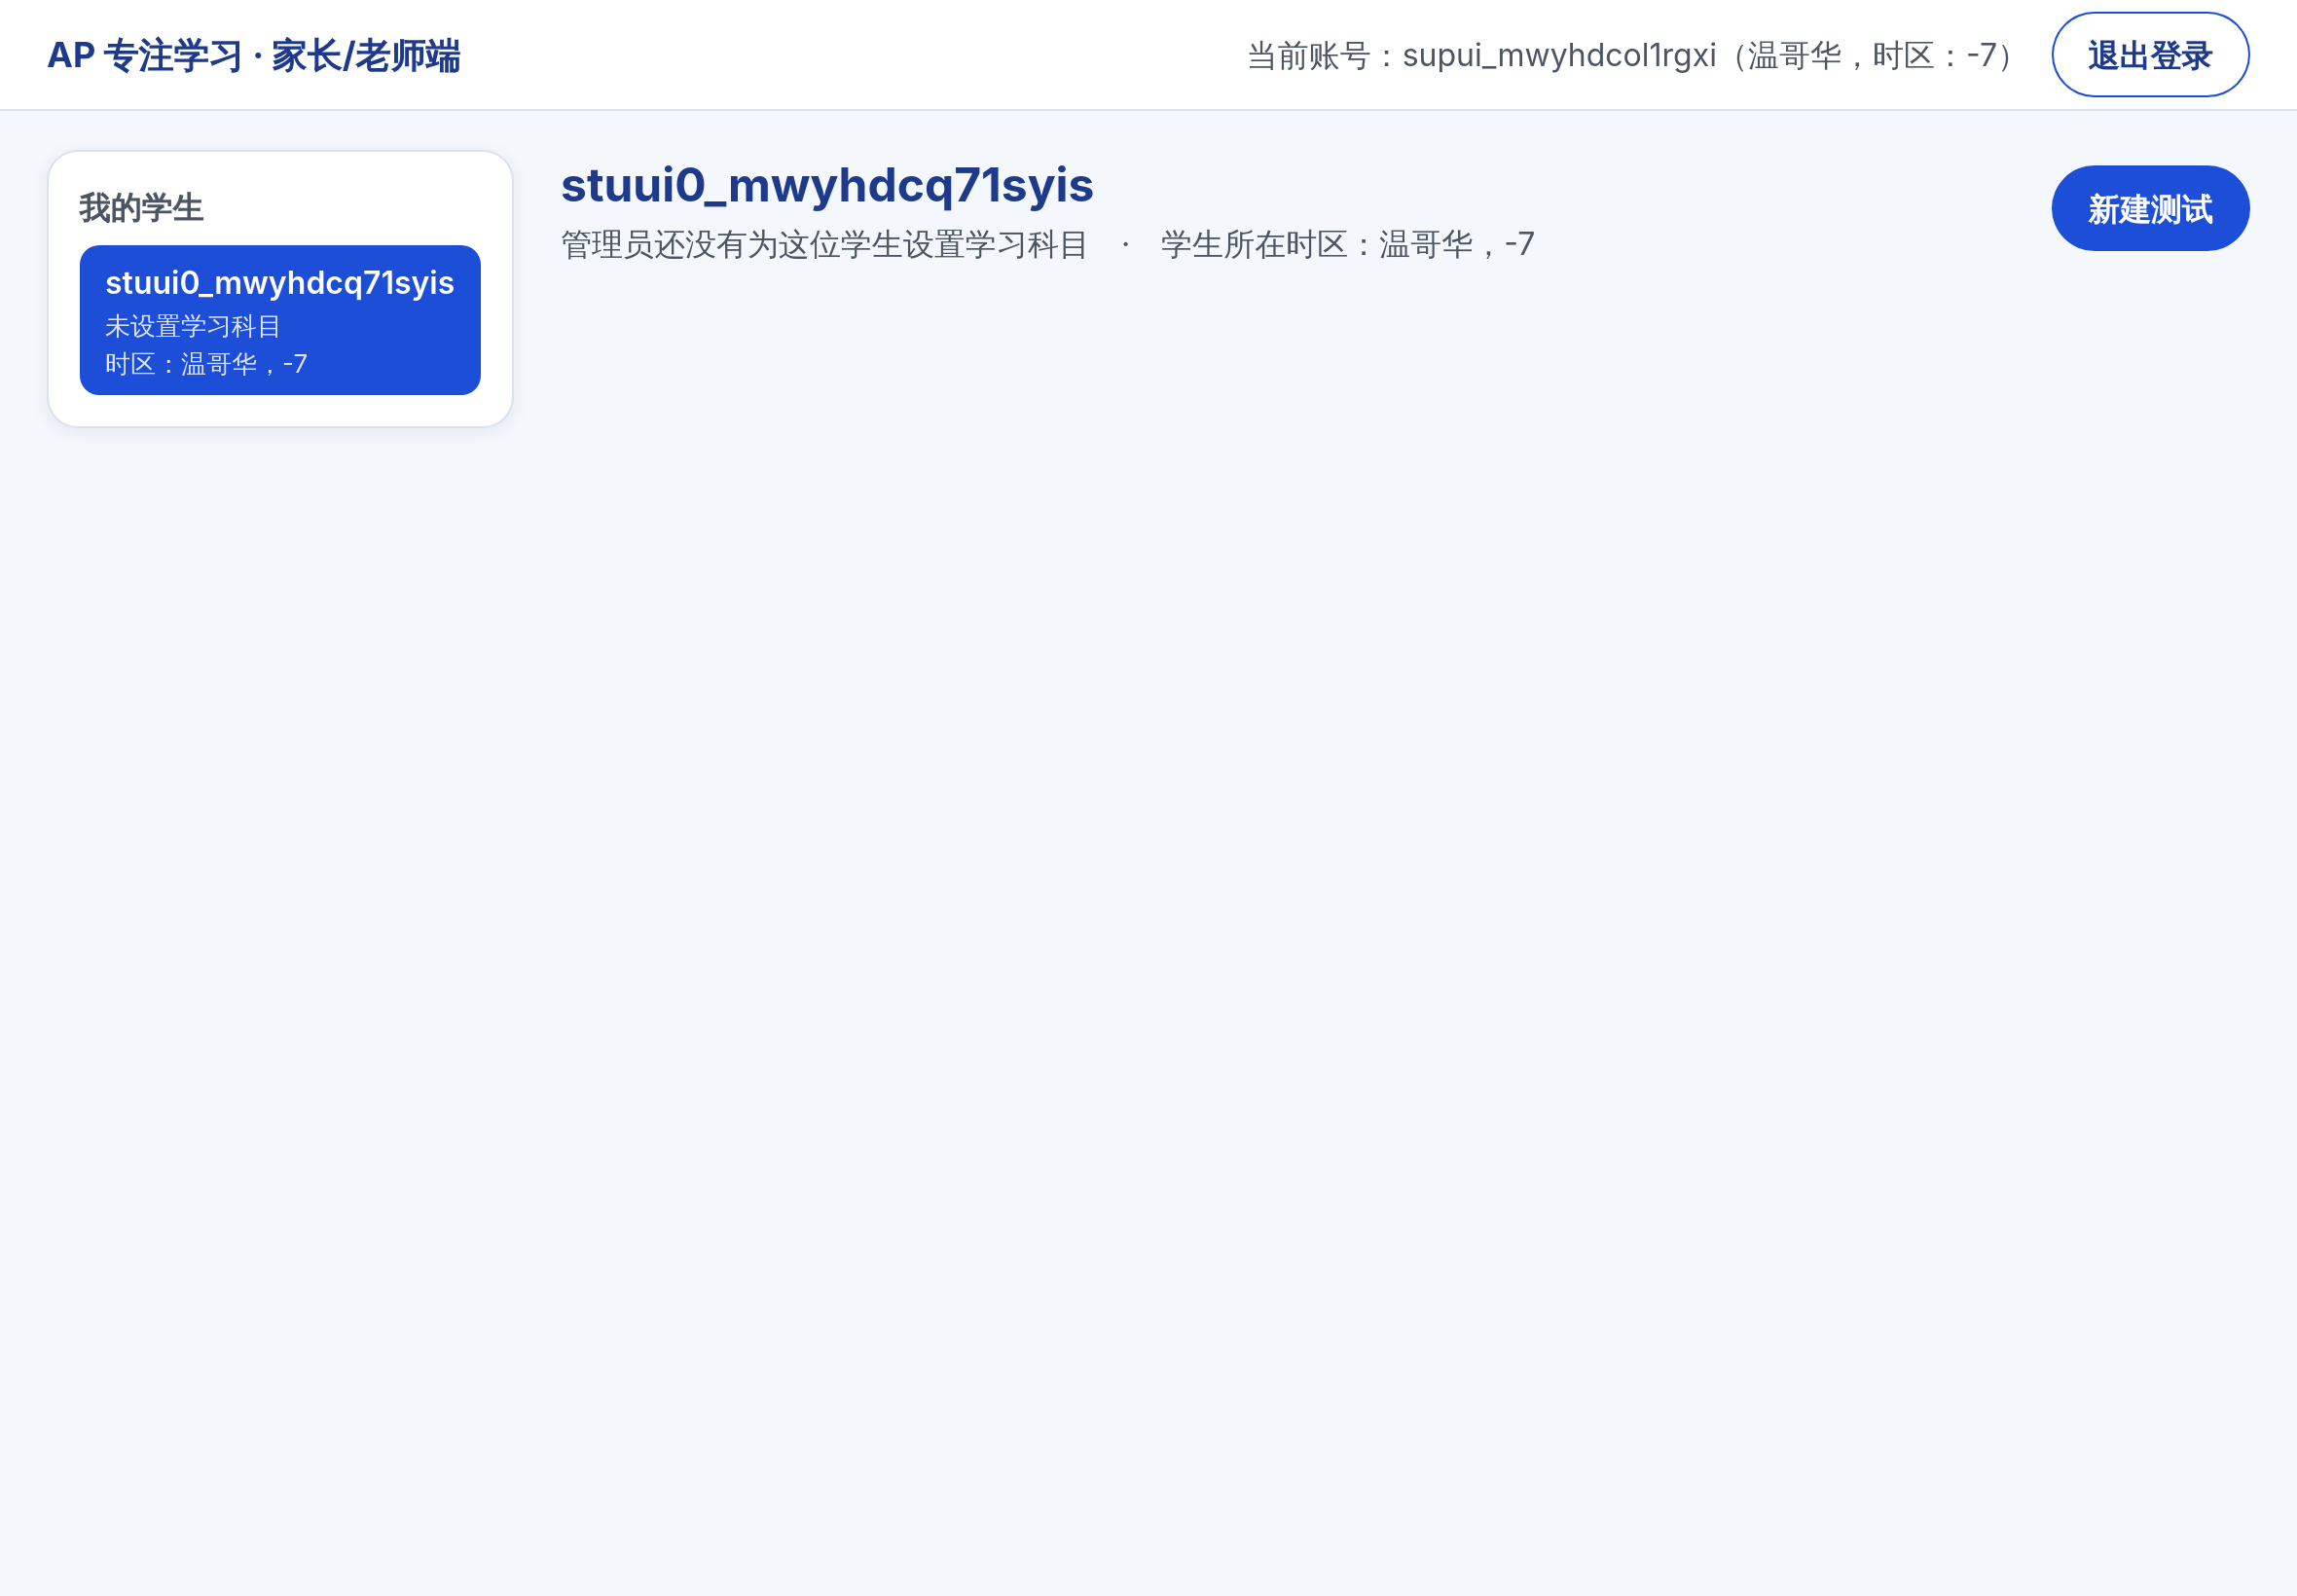 AP 专注学习 · 家长/老师端
当前账号：supui_mwyhdcol1rgxi（温哥华，时区：-7）
退出登录
我的学生
stuui0_mwyhdcq71syis
未设置学习科目
时区：温哥华，-7
stuui0_mwyhdcq71syis
管理员还没有为这位学生设置学习科目 · 学生所在时区：温哥华，-7
新建测试